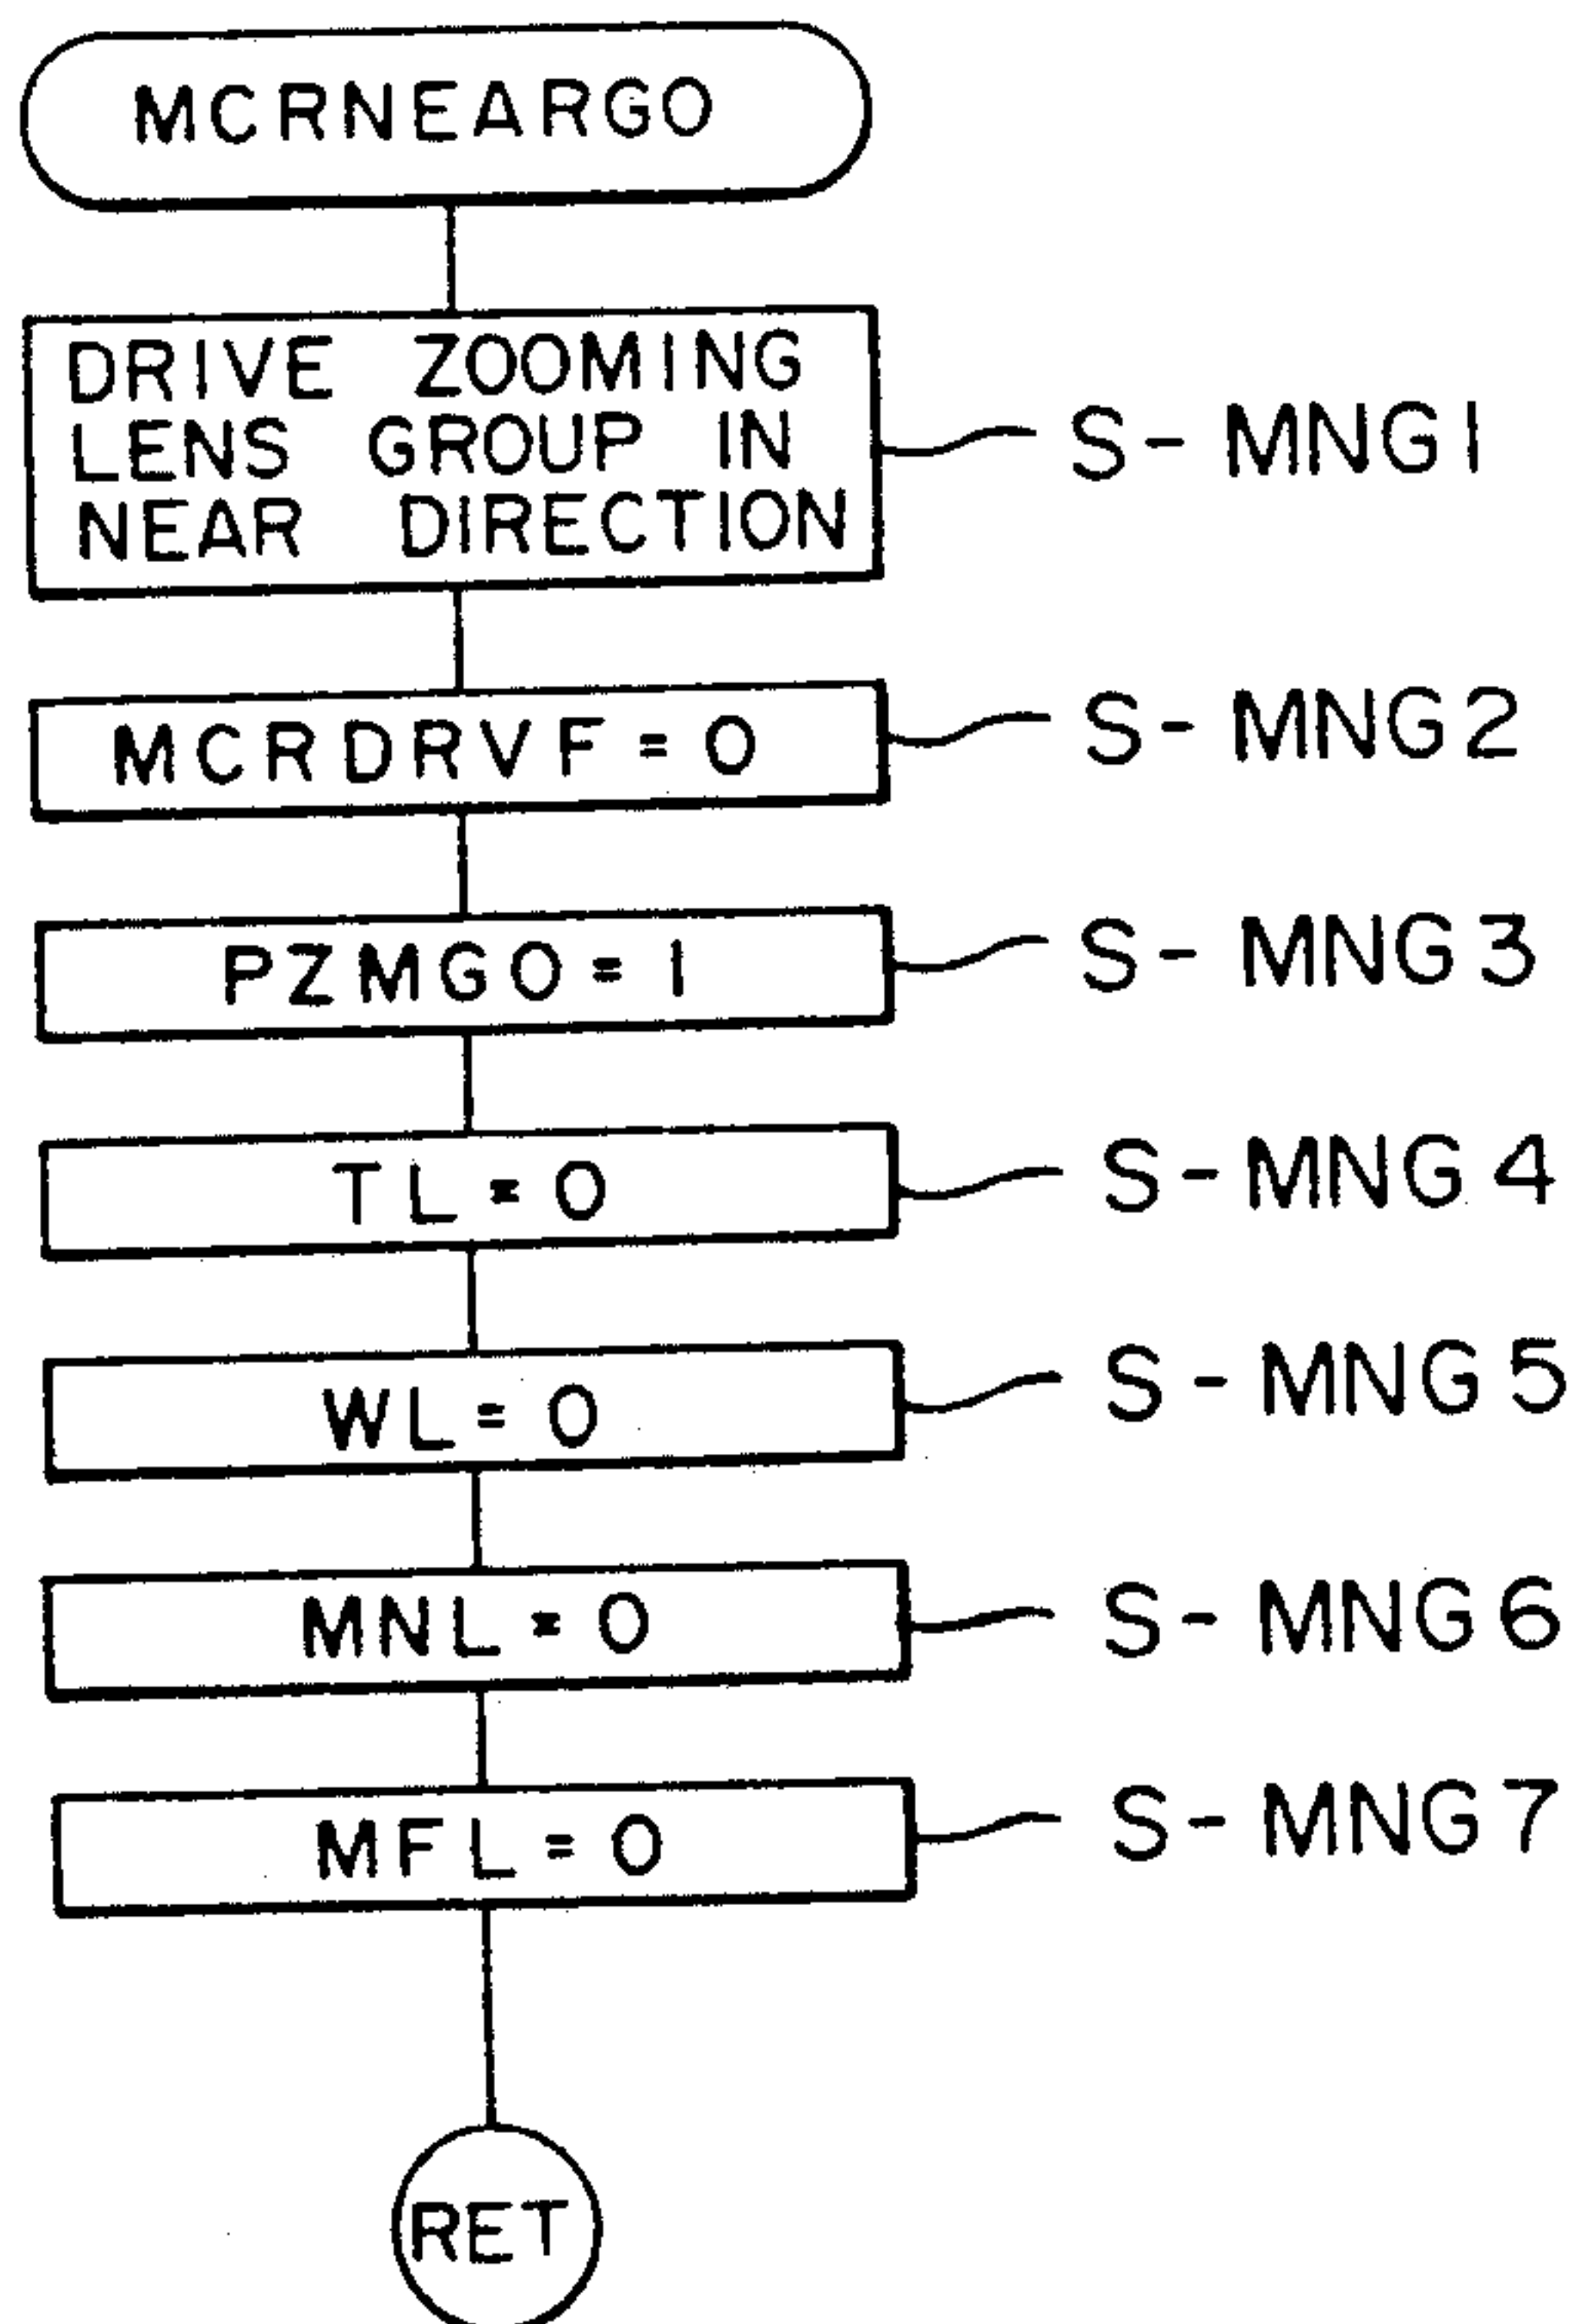 MCRNEARGO
DRIVE ZOOMING
LENS GROUP IN
NEAR DIRECTION
S-MNG1
MCRDRVF=0
S-MNG2
PZMGO=1
S-MNG3
TL=0
S-MNG4
WL=0
S-MNG5
MNL=0
S-MNG6
MFL=0
S-MNG7
RET